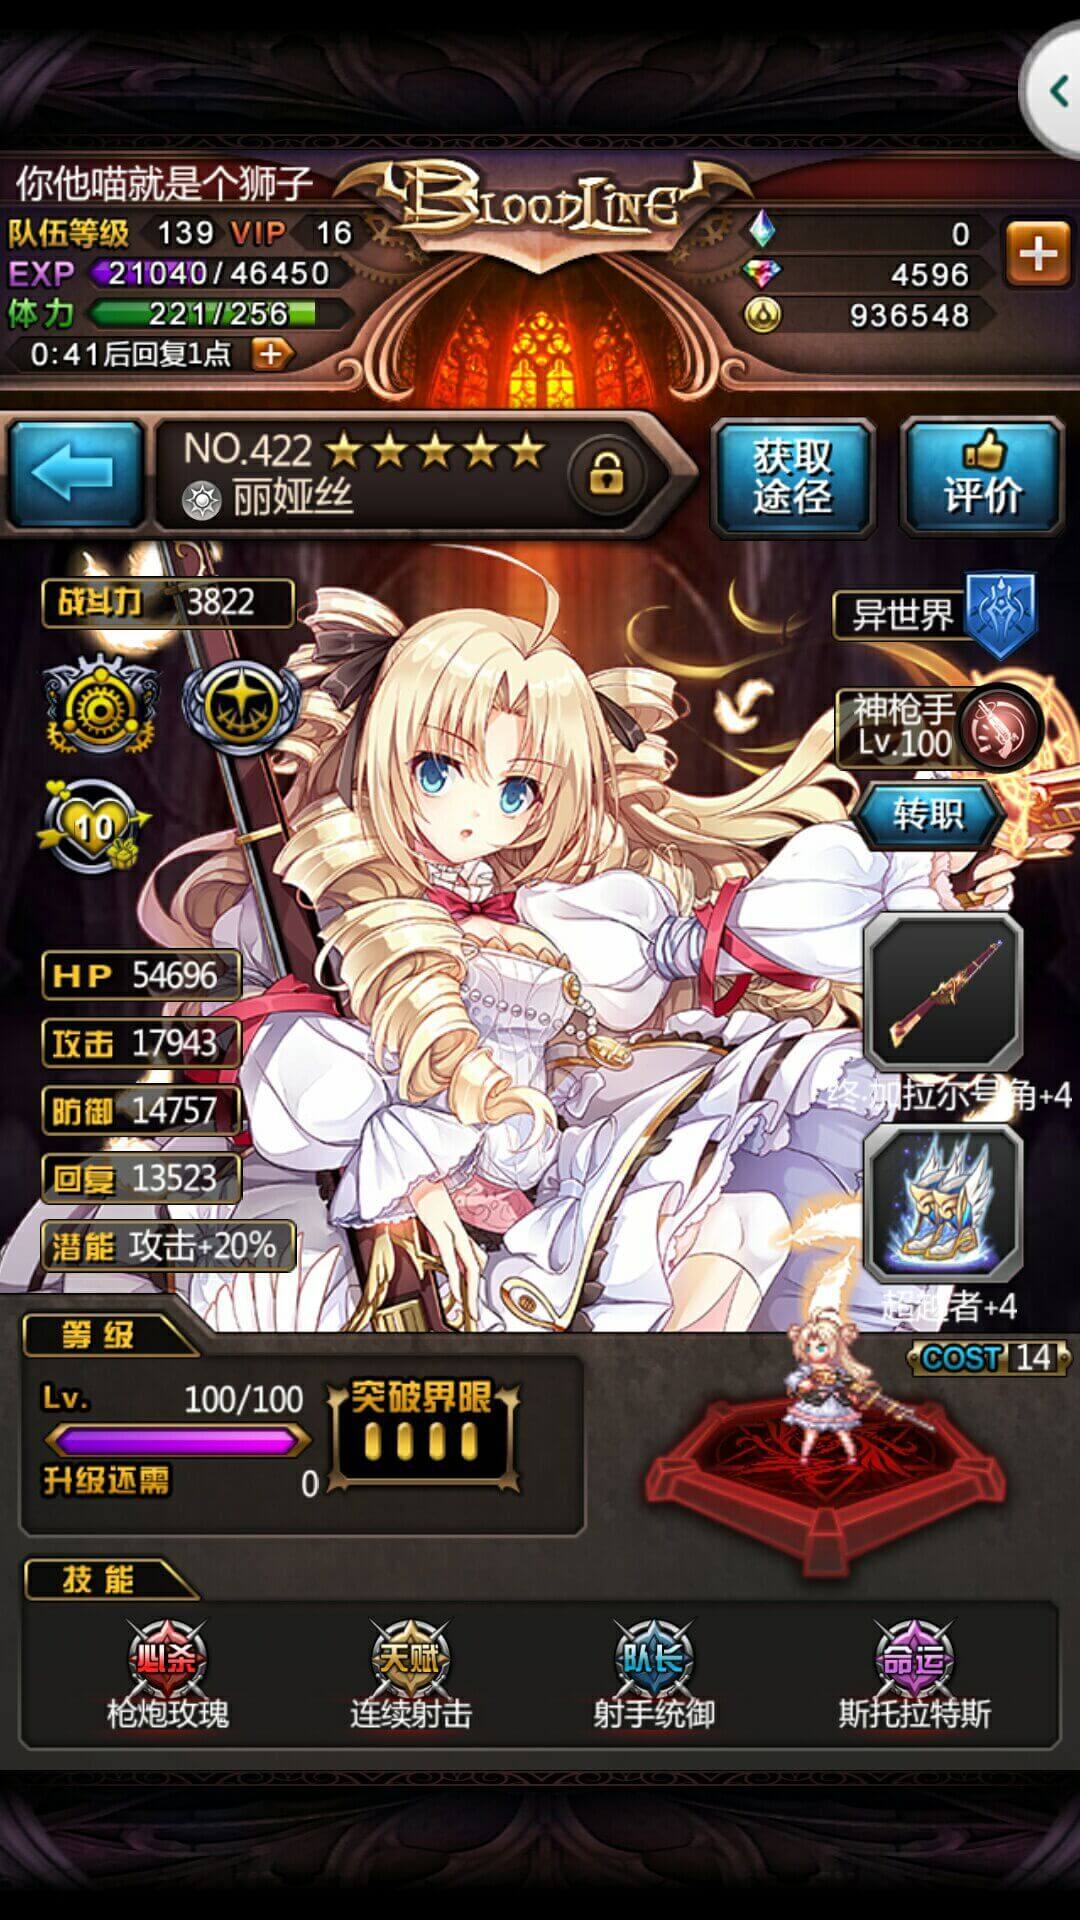 你他喵就是个狮子
BLOODLINE
队伍等级 139 VIP 16
0
EXP 21040/46450
4596
体力 221/256
936548
0:41后回复1点
NO.422
丽娅丝
获取
途径
评价
战斗力 3822
异世界
神枪手
Lv.100
转职
10
HP 54696
攻击 17943
防御 14757
回复 13523
潜能 攻击+20%
终·加拉尔号角+4
超越者+4
COST 14
等级
Lv. 100/100
突破界限
升级还需 0
技能
必杀
天赋
队长
命运
枪炮玫瑰
连续射击
射手统御
斯托拉特斯